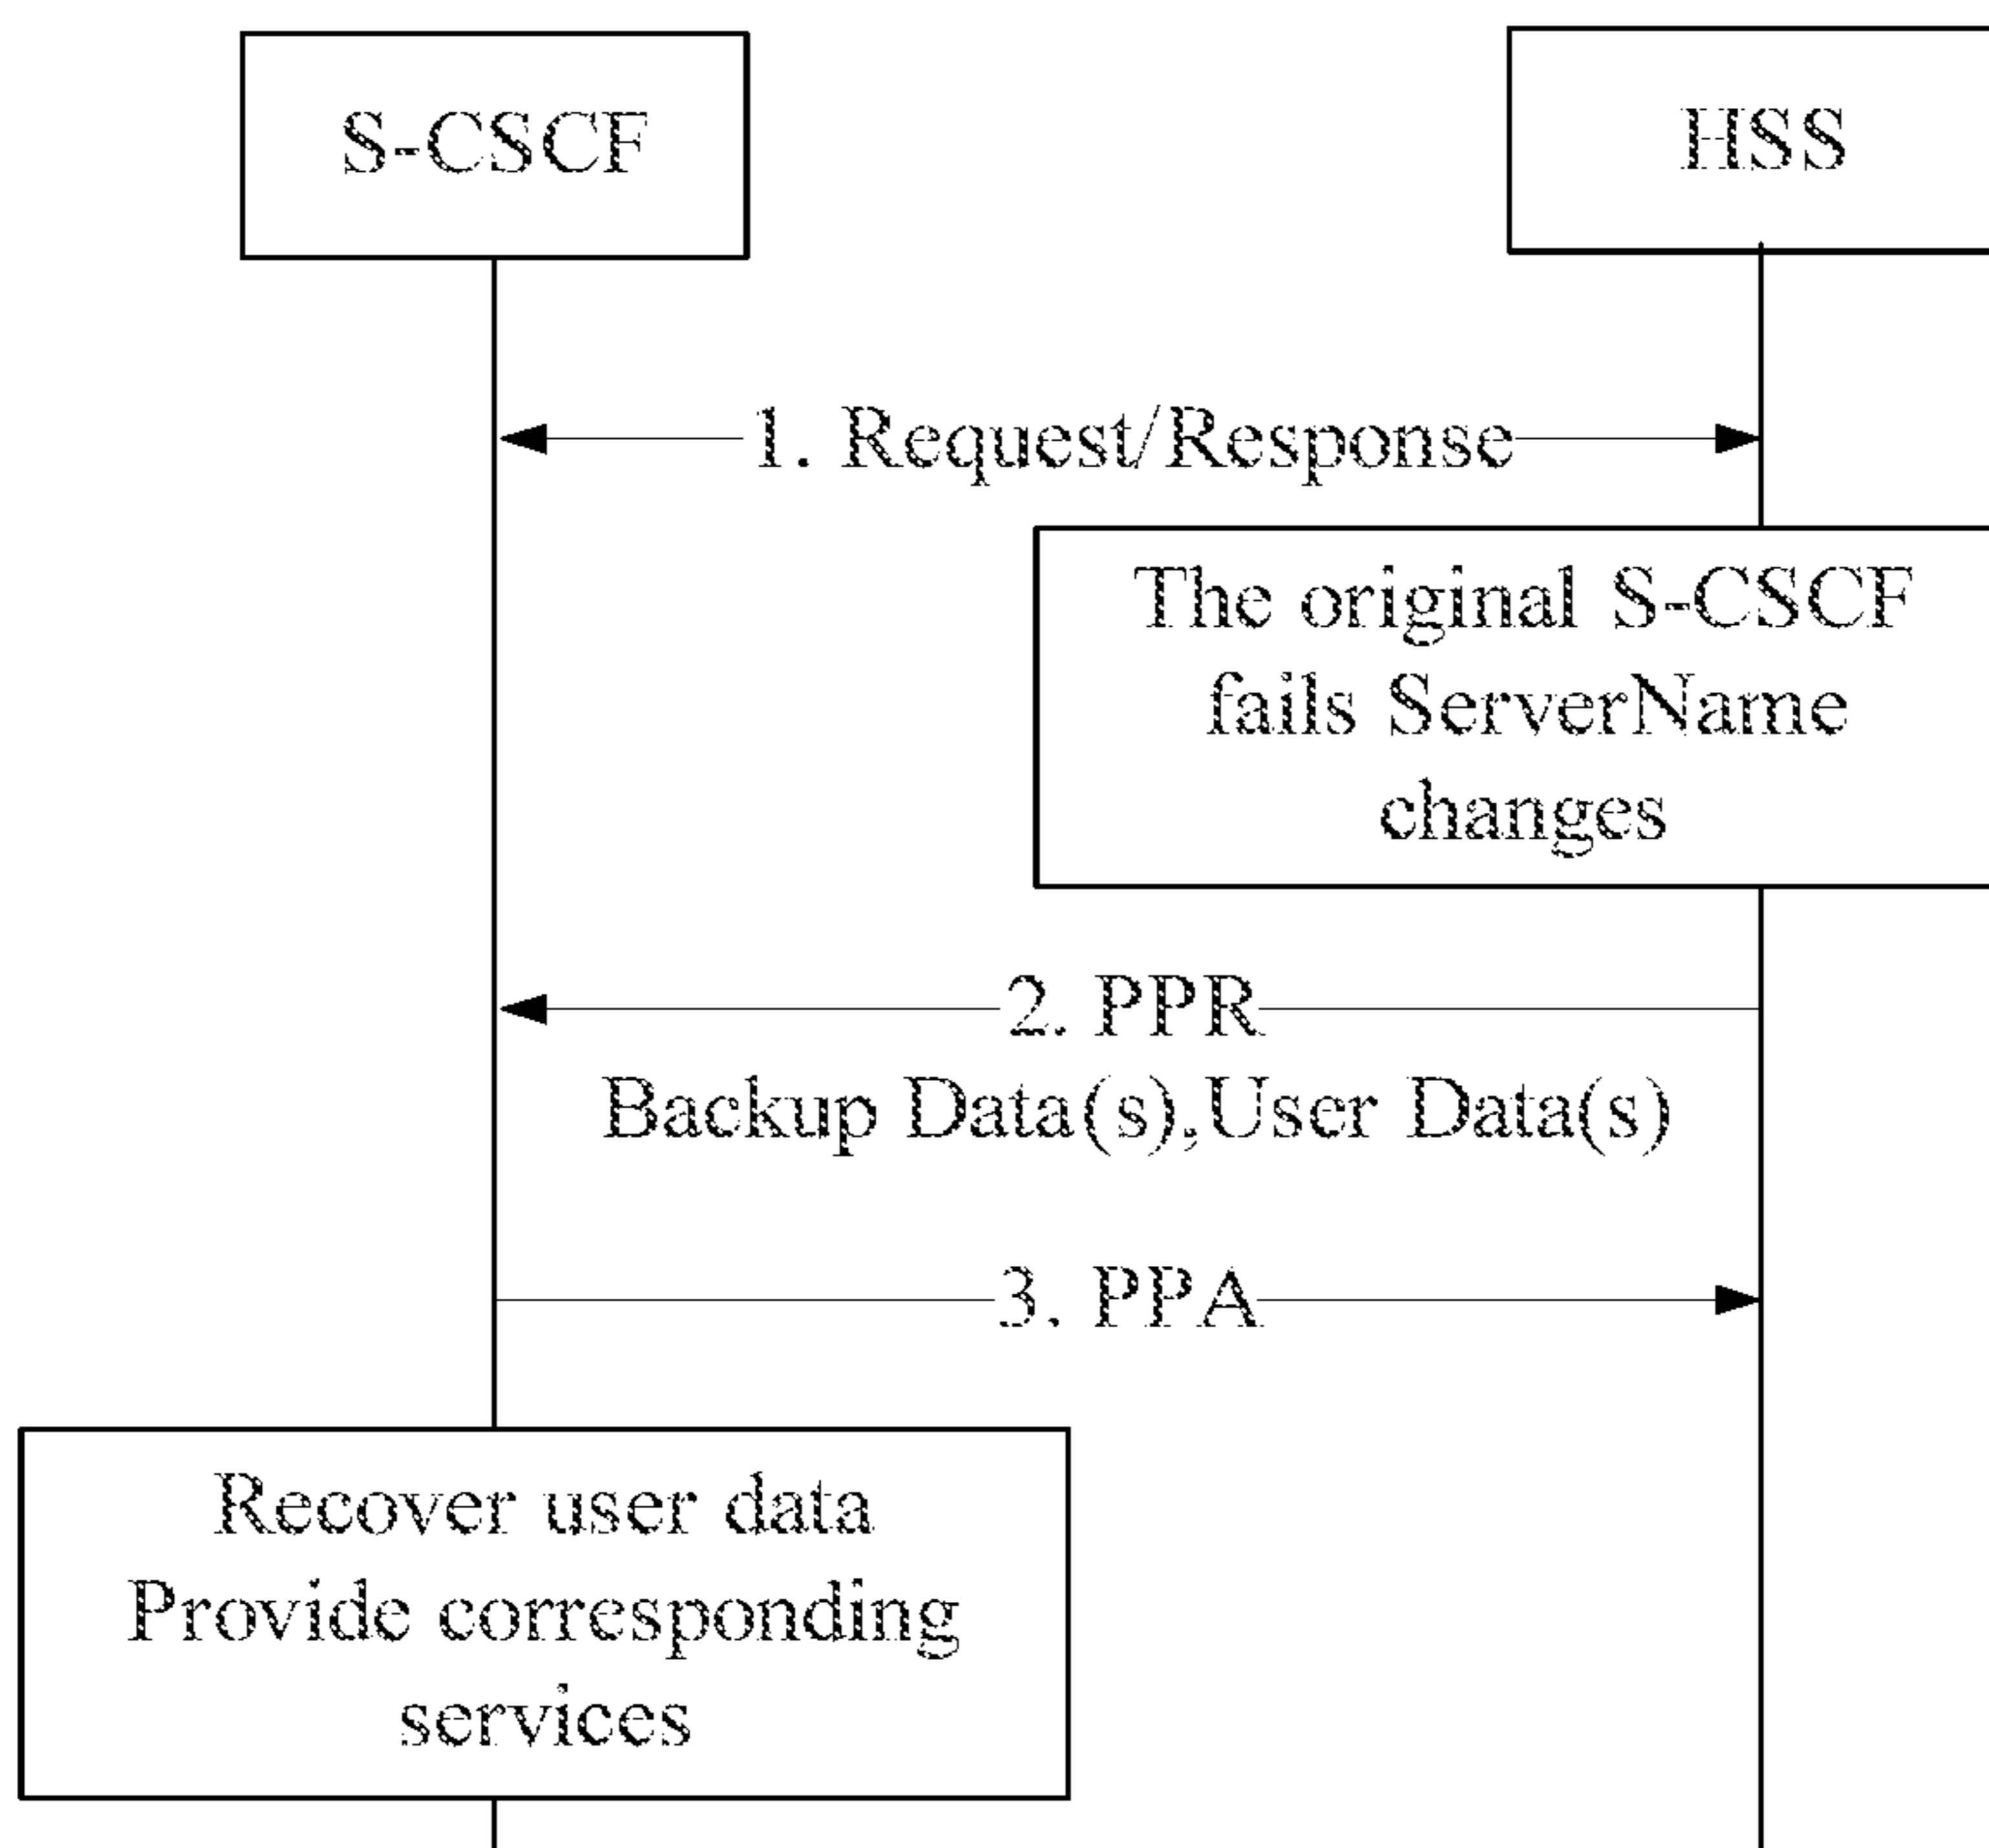 S-CSCF
HSS
1. Request/Response
The original S-CSCF
fails ServerName
changes
2. PPR
Backup Data(s),User Data(s)
3. PPA
Recover user data
Provide corresponding
services